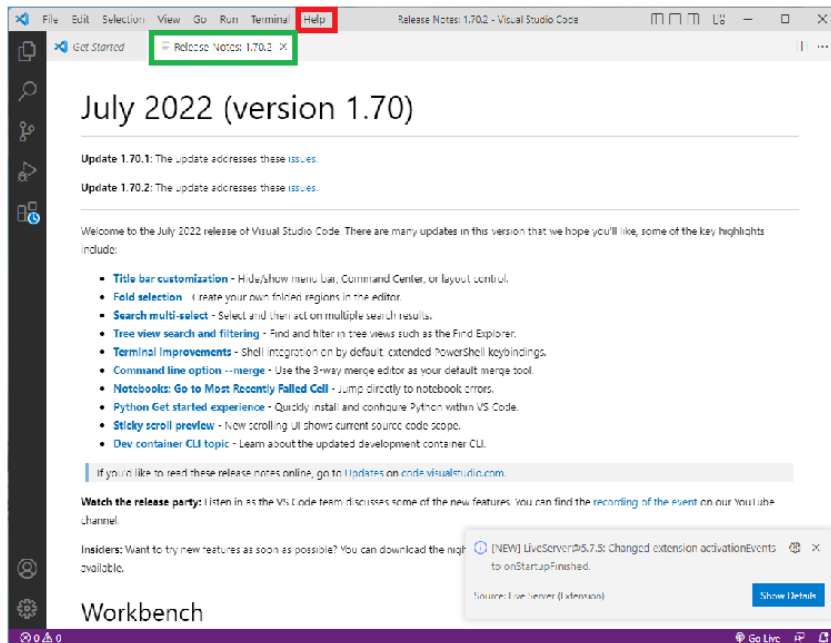 File Edit Selection View Go Run Terminal Help Release Notes: 1.70.2 - Visual Studio Code
Get Started Release Notes: 1.70.2
July 2022 (version 1.70)
Update 1.70.1: The update addresses these issues.
Update 1.70.2: The update addresses these issues.
Welcome to the July 2022 release of Visual Studio Code. There are many updates in this version that we hope you'll like, some of the key highlights
include:
Title bar customization - Hide/show menu bar, Command Center, or layout control.
Fold selection - Create your own folded regions in the editor.
Search multi-select - Select and then act on multiple search results.
Tree view search and filtering - Find and filter in tree views such as the Find Explorer.
Terminal improvements - Shell integration on by default, extended PowerShell keybindings.
Command line option --merge - Use the 3-way merge editor as your default merge tool.
Notebooks: Go to Most Recently Failed Cell - Jump directly to notebook errors.
Python Get started experience - Quickly install and configure Python within VS Code.
Sticky scroll preview - New scrolling UI shows current source code scope.
Dev container CLI topic - Learn about the updated development container CLI.
If you'd like to read these release notes online, go to Updates on code.visualstudio.com.
Watch the release party: Listen in as the VS Code team discusses some of the new features. You can find the recording of the event on our YouTube
channel.
Insiders: Want to try new features as soon as possible? You can download the
available.
[NEW] LiveServer@5.7.5: Changed extension activationEvents
to onStartupFinished.
Source: Live Server (Extension) Show Details
Workbench
0 0 Go Live